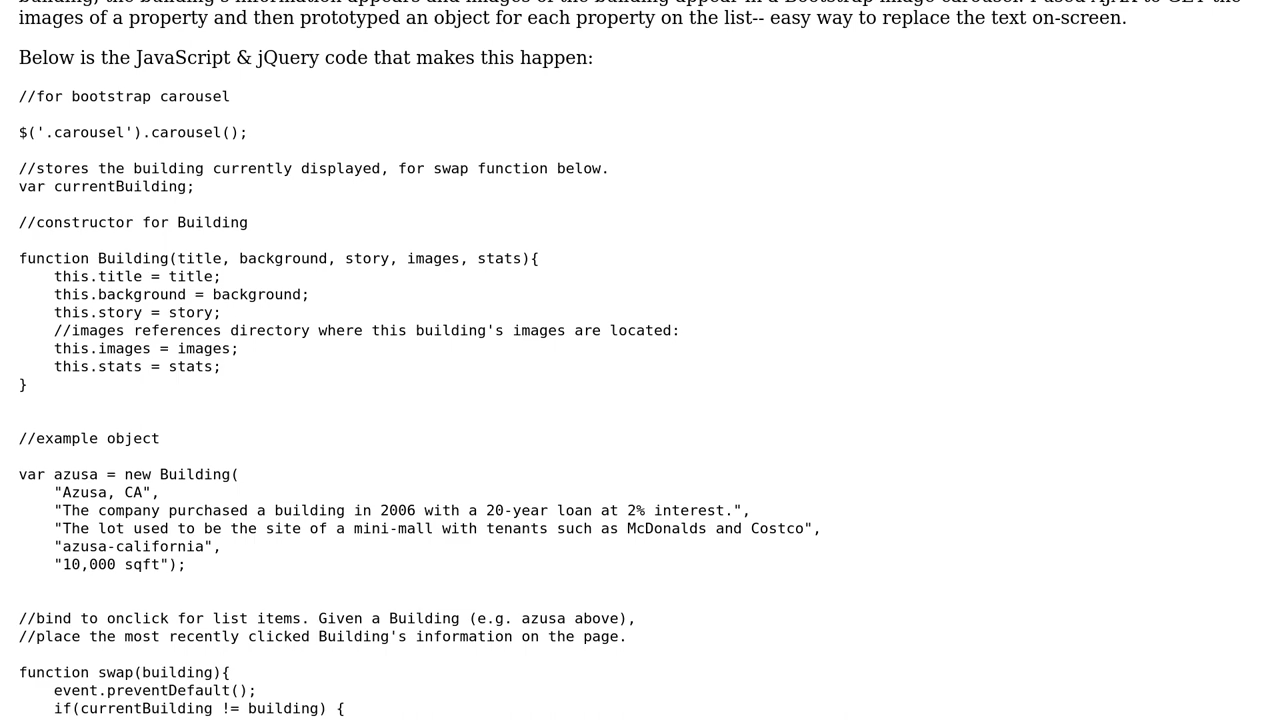 images of a property and then prototyped an object for each property on the list-- easy way to replace the text on-screen.
Below is the JavaScript & jQuery code that makes this happen:
//for bootstrap carousel
$('.carousel').carousel();
//stores the building currently displayed, for swap function below.
var currentBuilding;
//constructor for Building
function Building(title, background, story, images, stats){
    this.title = title;
    this.background = background;
    this.story = story;
    //images references directory where this building's images are located:
    this.images = images;
    this.stats = stats;
}
//example object
var azusa = new Building(
    "Azusa, CA",
    "The company purchased a building in 2006 with a 20-year loan at 2% interest.",
    "The lot used to be the site of a mini-mall with tenants such as McDonalds and Costco",
    "azusa-california",
    "10,000 sqft");
//bind to onclick for list items. Given a Building (e.g. azusa above),
//place the most recently clicked Building's information on the page.
function swap(building){
    event.preventDefault();
    if(currentBuilding != building) {